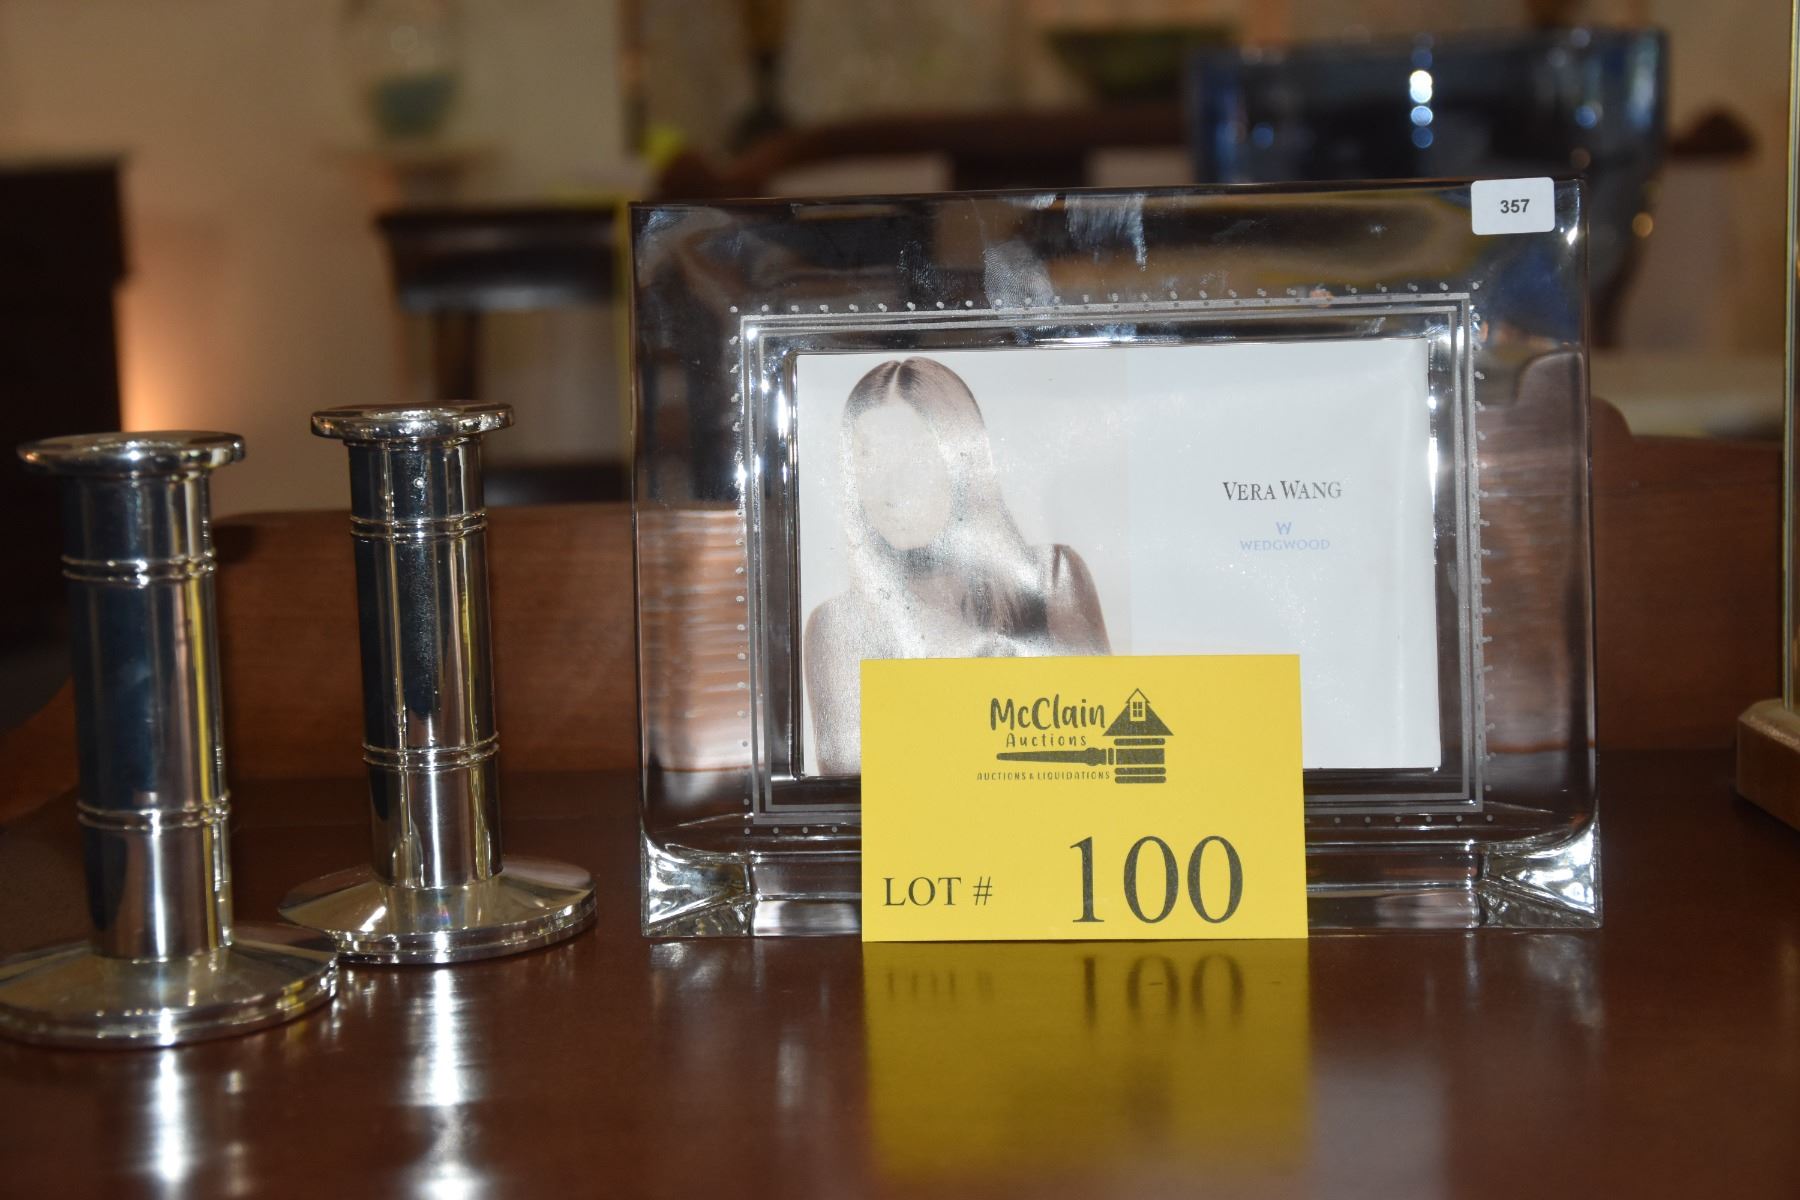 357
VERA WANG
W
WEDGWOOD
McClain
Auctions
AUCTIONS & LIQUIDATIONS
LOT # 100